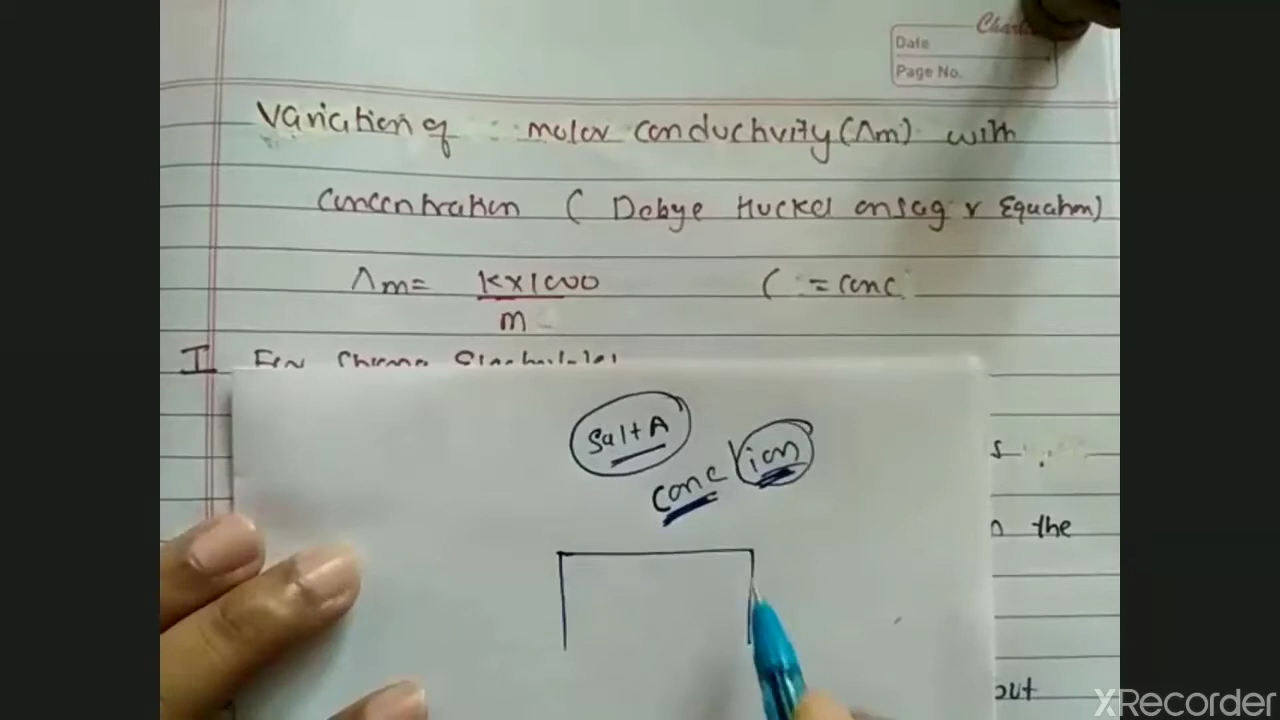 Date
Page No.
Variation of molar conductivity (Λm) with
Concentration ( Debye Huckel onsag r Equation)
Λm= K×1000 C = conc.
m
I For
Salt A
conc ion
s.
the
out
XRecorder